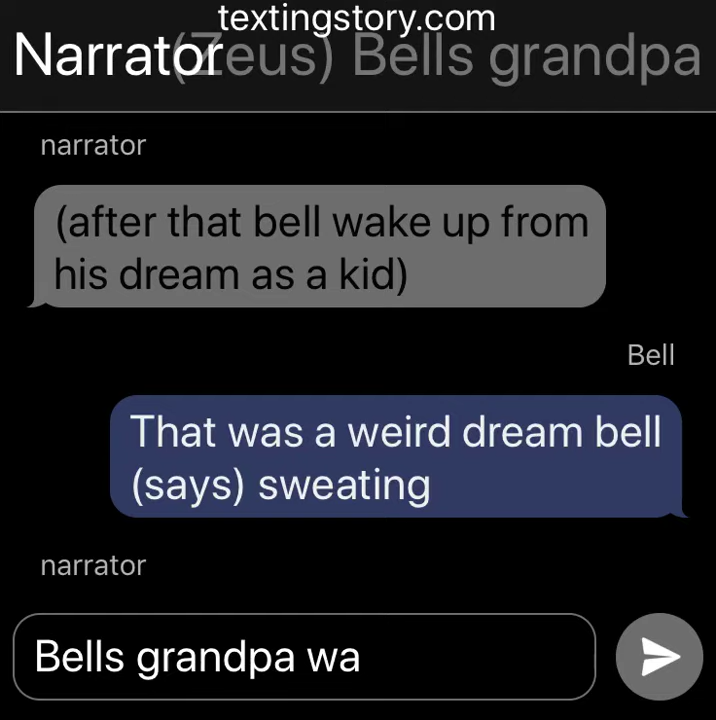 textingstory.com
Narrator (Zeus) Bells grandpa
narrator
(after that bell wake up from
his dream as a kid)
Bell
That was a weird dream bell
(says) sweating
narrator
Bells grandpa wa